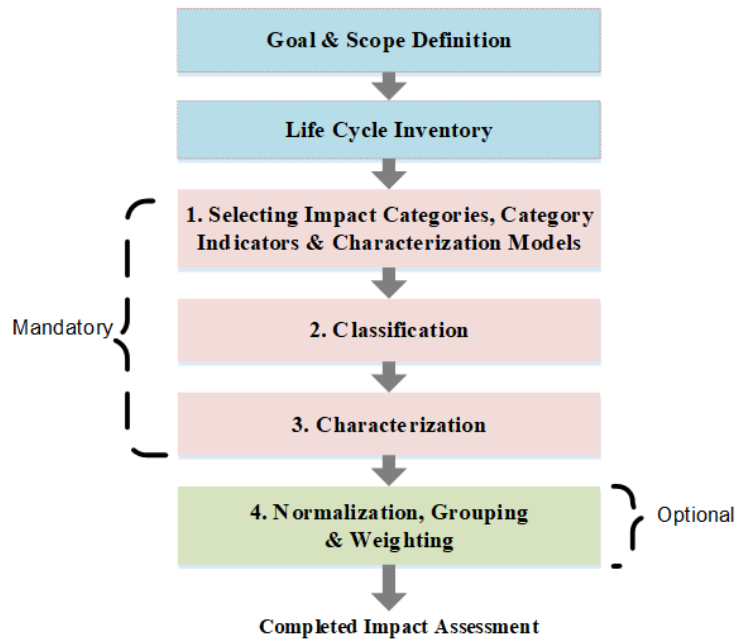 Goal & Scope Definition
Life Cycle Inventory
1. Selecting Impact Categories, Category
Indicators & Characterization Models
Mandatory
2. Classification
3. Characterization
4. Normalization, Grouping
& Weighting
Optional
Completed Impact Assessment